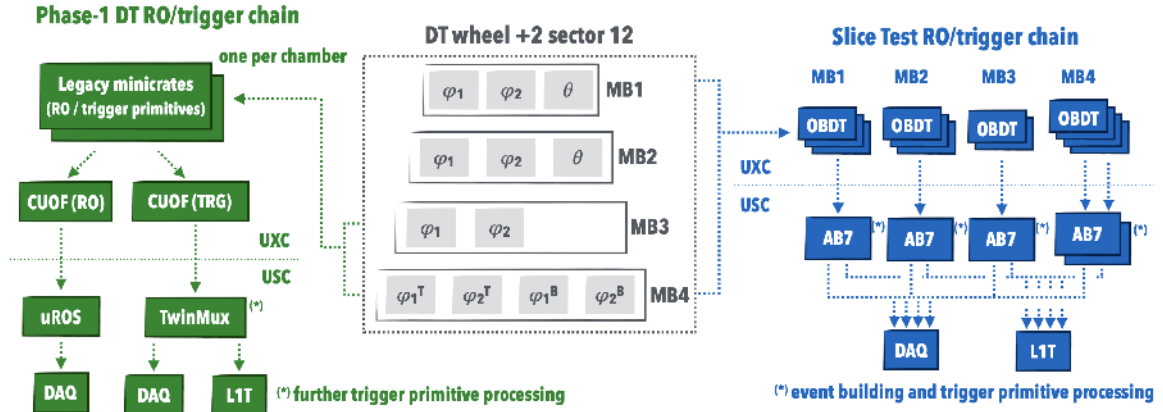 Phase-1 DT RO/trigger chain
one per chamber
Legacy minicrates
(RO / trigger primitives)
CUOF (RO)
CUOF (TRG)
UXC
USC
uROS
TwinMux
(*)
DAQ
DAQ
L1T
(*) further trigger primitive processing
DT wheel +2 sector 12
φ1 φ2 θ MB1
φ1 φ2 θ MB2
φ1 φ2 MB3
φ1T φ2T φ1B φ2B MB4
Slice Test RO/trigger chain
MB1 MB2 MB3 MB4
OBDT OBDT OBDT OBDT
UXC
USC
AB7 (*) AB7 (*) AB7 (*) AB7 (*)
DAQ
L1T
(*) event building and trigger primitive processing